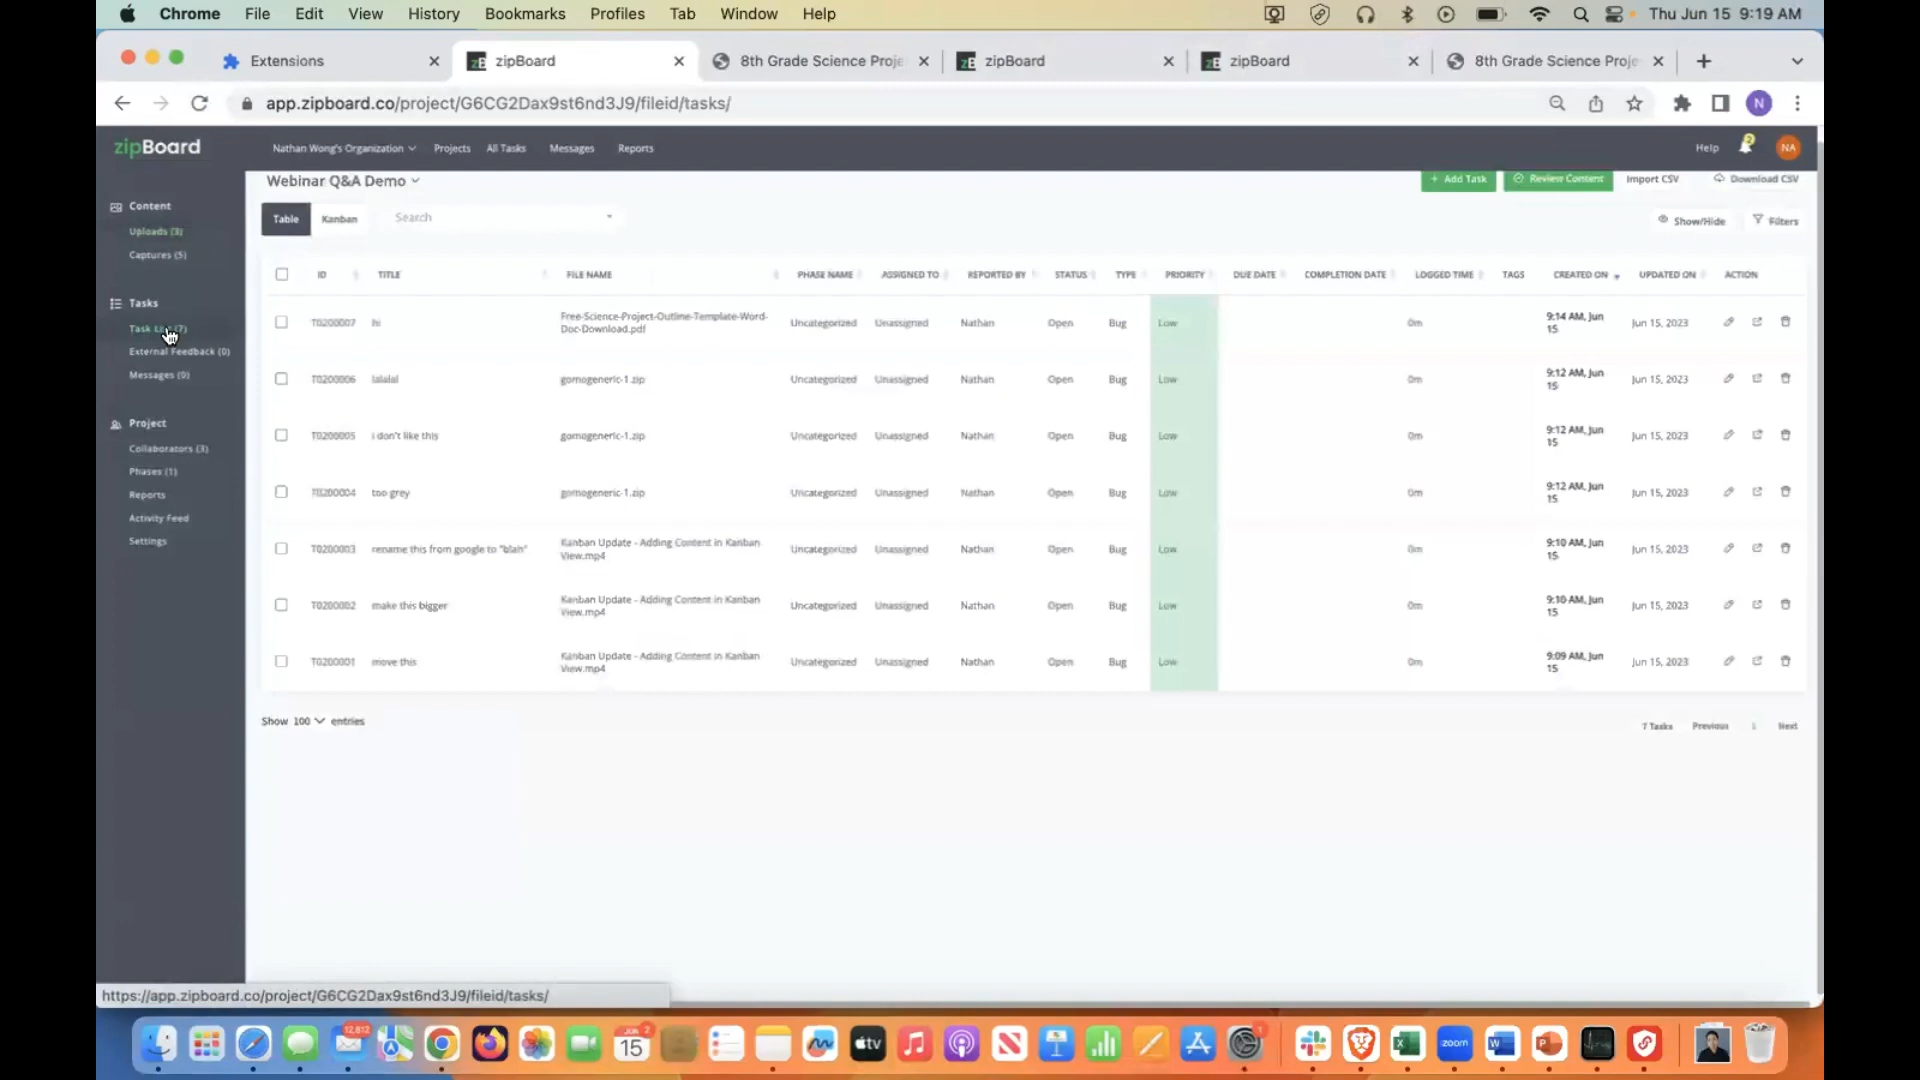 Chrome File Edit View History Bookmarks Profiles Tab Window Help Thu Jun 15 9:19 AM
Extensions zipBoard 8th Grade Science Proje zipBoard zipBoard 8th Grade Science Proje
app.zipboard.co/project/G6CG2Dax9st6nd3J9/fileid/tasks/ N
zipBoard Nathan Wong's Organization Projects All Tasks Messages Reports Help 2 NA
Webinar Q&A Demo + Add Task Review Content Import CSV Download CSV
Content
Uploads (3)
Captures (5)
Tasks
Task List (7)
External Feedback (0)
Messages (0)
Project
Collaborators (3)
Phases (1)
Reports
Activity Feed
Settings
Table Kanban Search Show/Hide Filters
ID TITLE FILE NAME PHASE NAME ASSIGNED TO REPORTED BY STATUS TYPE PRIORITY DUE DATE COMPLETION DATE LOGGED TIME TAGS CREATED ON UPDATED ON ACTION
T0200007 hi Free-Science-Project-Outline-Template-Word- Uncategorized Unassigned Nathan Open Bug Low 0m 9:14 AM, Jun Jun 15, 2023
Doc-Download.pdf 15
T0200006 lalalal gomogeneric-1.zip Uncategorized Unassigned Nathan Open Bug Low 0m 9:12 AM, Jun Jun 15, 2023
15
T0200005 i don't like this gomogeneric-1.zip Uncategorized Unassigned Nathan Open Bug Low 0m 9:12 AM, Jun Jun 15, 2023
15
T0200004 too grey gomogeneric-1.zip Uncategorized Unassigned Nathan Open Bug Low 0m 9:12 AM, Jun Jun 15, 2023
15
T0200003 rename this from google to "blah" Kanban Update - Adding Content in Kanban Uncategorized Unassigned Nathan Open Bug Low 0m 9:10 AM, Jun Jun 15, 2023
View.mp4 15
T0200002 make this bigger Kanban Update - Adding Content in Kanban Uncategorized Unassigned Nathan Open Bug Low 0m 9:10 AM, Jun Jun 15, 2023
View.mp4 15
T0200001 move this Kanban Update - Adding Content in Kanban Uncategorized Unassigned Nathan Open Bug Low 0m 9:09 AM, Jun Jun 15, 2023
View.mp4 15
Show 100 entries 7 Tasks Previous 1 Next
https://app.zipboard.co/project/G6CG2Dax9st6nd3J9/fileid/tasks/
12,812 JUN 2 15 tv 1 zoom